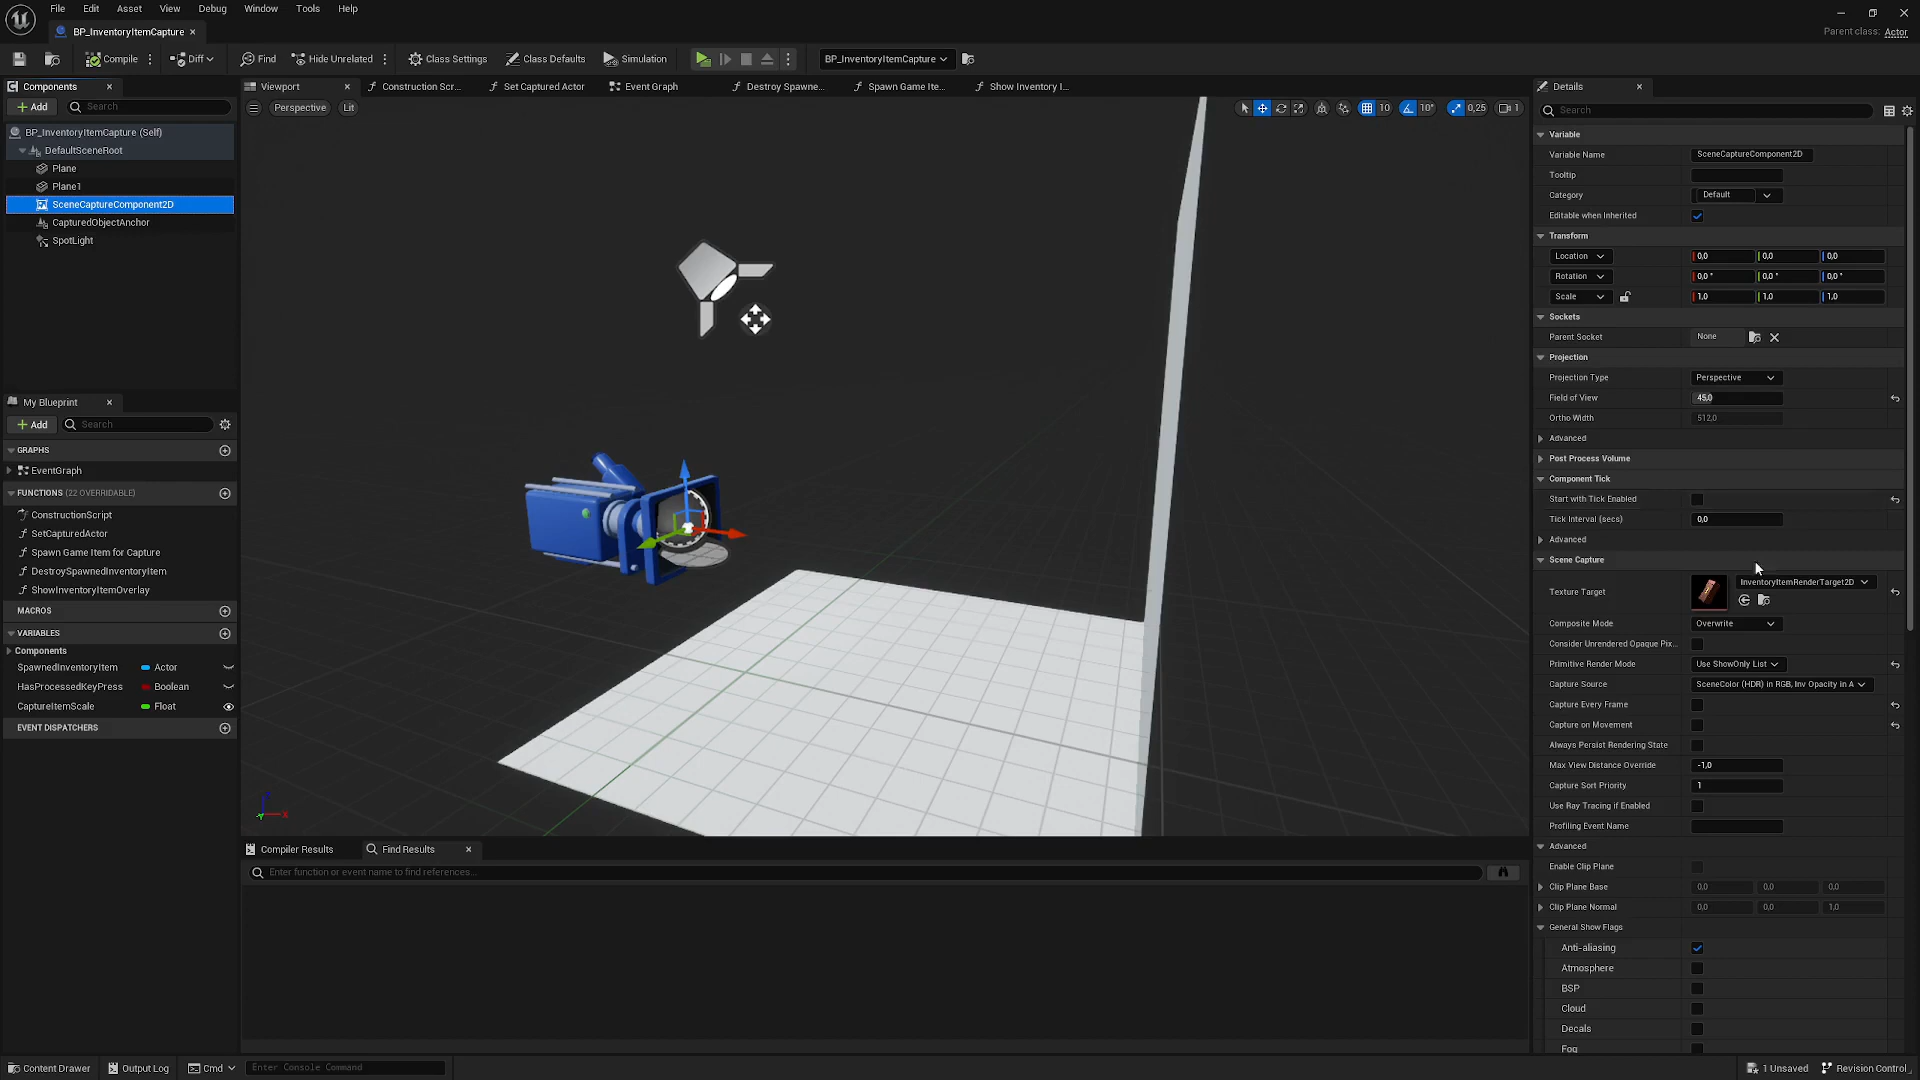 File Edit Asset View Debug Window Tools Help
BP_InventoryItemCapture
Parent class: Actor
Compile Diff Find Hide Unrelated Class Settings Class Defaults Simulation BP_InventoryItemCapture
Components
Add Search
BP_InventoryItemCapture (Self)
DefaultSceneRoot
Plane
Plane1
SceneCaptureComponent2D
CapturedObjectAnchor
SpotLight
My Blueprint
Add Search
GRAPHS
EventGraph
FUNCTIONS (22 OVERRIDABLE)
ConstructionScript
SetCapturedActor
Spawn Game Item for Capture
DestroySpawnedInventoryItem
ShowInventoryItemOverlay
MACROS
VARIABLES
Components
SpawnedInventoryItem Actor
HasProcessedKeyPress Boolean
CaptureItemScale Float
EVENT DISPATCHERS
Viewport Construction Scr... Set Captured Actor Event Graph Destroy Spawne... Spawn Game Ite... Show Inventory I...
Perspective Lit
10 10° 0,25 1
Compiler Results Find Results
Enter function or event name to find references...
Details
Search
Variable
Variable Name SceneCaptureComponent2D
Tooltip
Category Default
Editable when Inherited
Transform
Location 0,0 0,0 0,0
Rotation 0,0 ° 0,0 ° 0,0 °
Scale 1,0 1,0 1,0
Sockets
Parent Socket None
Projection
Projection Type Perspective
Field of View 45,0
Ortho Width 512,0
Advanced
Post Process Volume
Component Tick
Start with Tick Enabled
Tick Interval (secs) 0,0
Advanced
Scene Capture
Texture Target InventoryItemRenderTarget2D
Composite Mode Overwrite
Consider Unrendered Opaque Pix...
Primitive Render Mode Use ShowOnly List
Capture Source SceneColor (HDR) in RGB, Inv Opacity in A
Capture Every Frame
Capture on Movement
Always Persist Rendering State
Max View Distance Override -1,0
Capture Sort Priority 1
Use Ray Tracing if Enabled
Profiling Event Name
Advanced
Enable Clip Plane
Clip Plane Base 0,0 0,0 0,0
Clip Plane Normal 0,0 0,0 1,0
General Show Flags
Anti-aliasing
Atmosphere
BSP
Cloud
Decals
Fog
Content Drawer Output Log Cmd Enter Console Command
1 Unsaved Revision Control